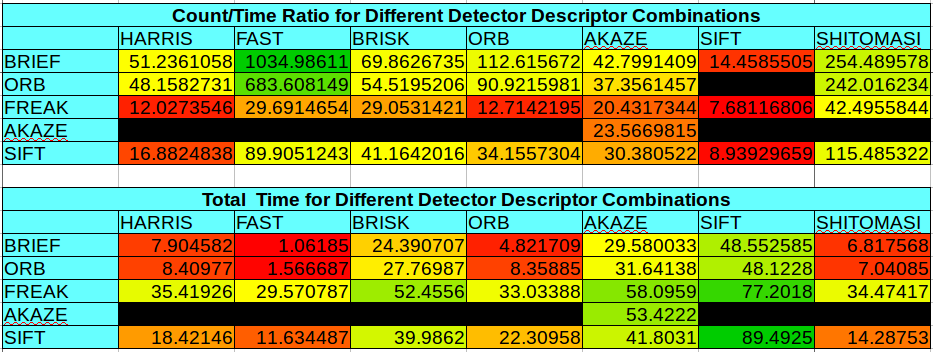 Count/Time Ratio for Different Detector Descriptor Combinations
HARRIS FAST BRISK ORB AKAZE SIFT SHITOMASI
BRIEF 51.2361058 1034.98611 69.8626735 112.615672 42.7991409 14.4585505 254.489578
ORB 48.1582731 683.608149 54.5195206 90.9215981 37.3561457 242.016234
FREAK 12.0273546 29.6914654 29.0531421 12.7142195 20.4317344 7.68116806 42.4955844
AKAZE 23.5669815
SIFT 16.8824838 89.9051243 41.1642016 34.1557304 30.380522 8.93929659 115.485322
Total  Time for Different Detector Descriptor Combinations
HARRIS FAST BRISK ORB AKAZE SIFT SHITOMASI
BRIEF 7.904582 1.06185 24.390707 4.821709 29.580033 48.552585 6.817568
ORB 8.40977 1.566687 27.76987 8.35885 31.64138 48.1228 7.04085
FREAK 35.41926 29.570787 52.4556 33.03388 58.0959 77.2018 34.47417
AKAZE 53.4222
SIFT 18.42146 11.634487 39.9862 22.30958 41.8031 89.4925 14.28753